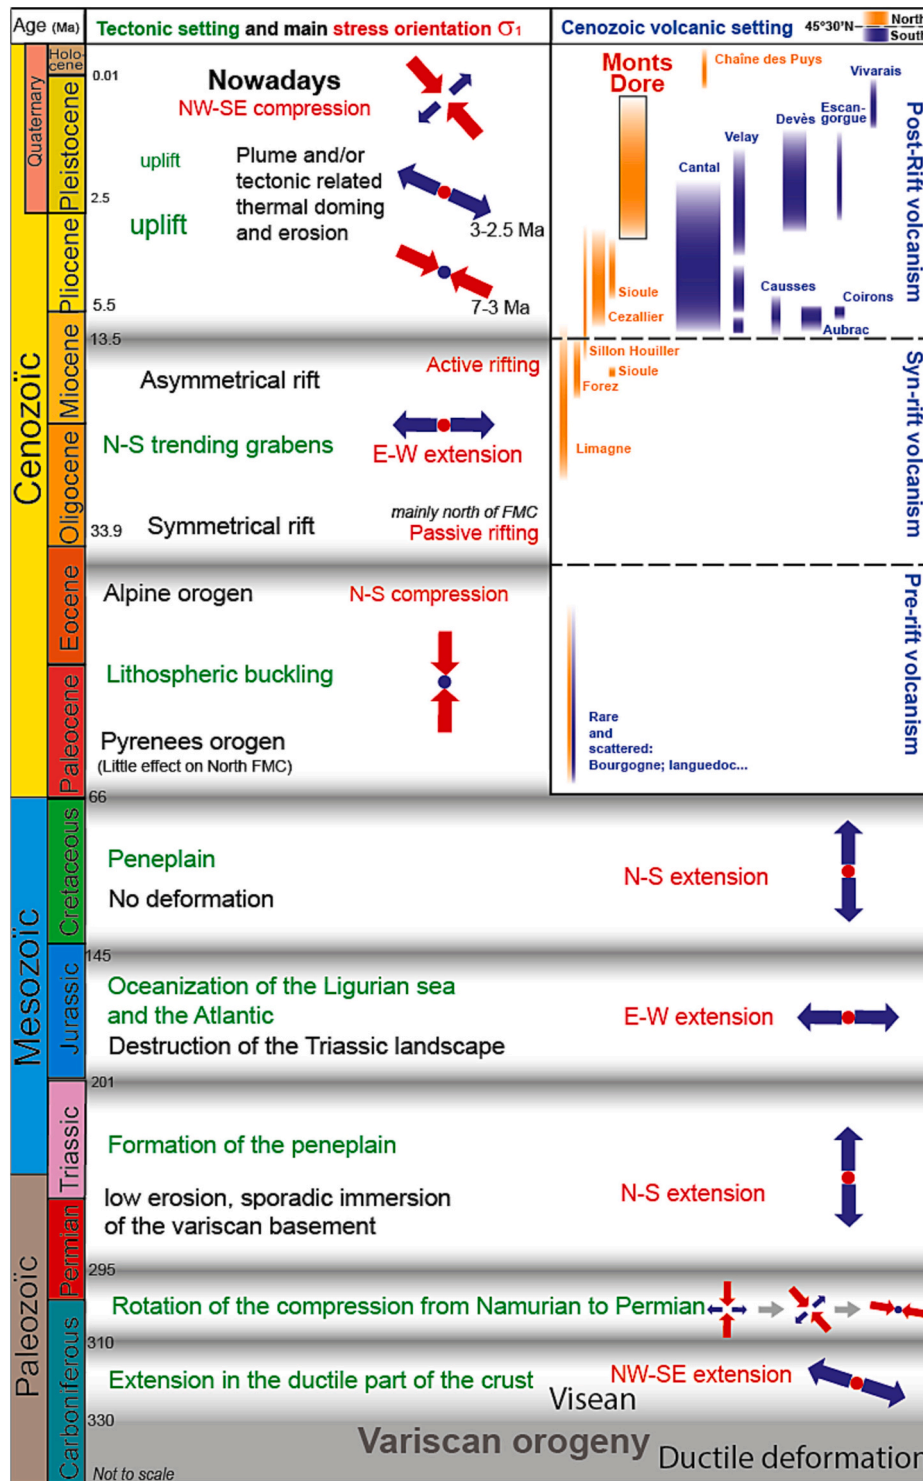 Age (Ma)
Tectonic setting and main stress orientation σ1
Cenozoic volcanic setting
45°30'N
North
South
Cenozoïc
Mesozoïc
Paleozoïc
Quaternary
Holo-
cene
Pleistocene
Pliocene
Miocene
Oligocene
Eocene
Paleocene
Cretaceous
Jurassic
Triassic
Permian
Carboniferous
0.01
Nowadays
NW-SE compression
uplift
Plume and/or
tectonic related
thermal doming
and erosion
2.5
uplift
3-2.5 Ma
7-3 Ma
5.5
13.5
Asymmetrical rift
Active rifting
N-S trending grabens
E-W extension
33.9
Symmetrical rift
mainly north of FMC
Passive rifting
Alpine orogen
N-S compression
Lithospheric buckling
Pyrenees orogen
(Little effect on North FMC)
66
Monts
Dore
Chaîne des Puys
Vivarais
Escan-
gorgue
Devès
Velay
Cantal
Sioule
Cezallier
Causses
Coirons
Aubrac
Post-Rift volcanism
Sillon Houiller
Sioule
Forez
Limagne
Syn-rift volcanism
Rare
and
scattered:
Bourgogne; languedoc...
Pre-rift volcanism
Peneplain
No deformation
N-S extension
145
Oceanization of the Ligurian sea
and the Atlantic
Destruction of the Triassic landscape
E-W extension
201
Formation of the peneplain
low erosion, sporadic immersion
of the variscan basement
N-S extension
295
Rotation of the compression from Namurian to Permian
310
Extension in the ductile part of the crust
NW-SE extension
Visean
330
Variscan orogeny
Ductile deformation
Not to scale